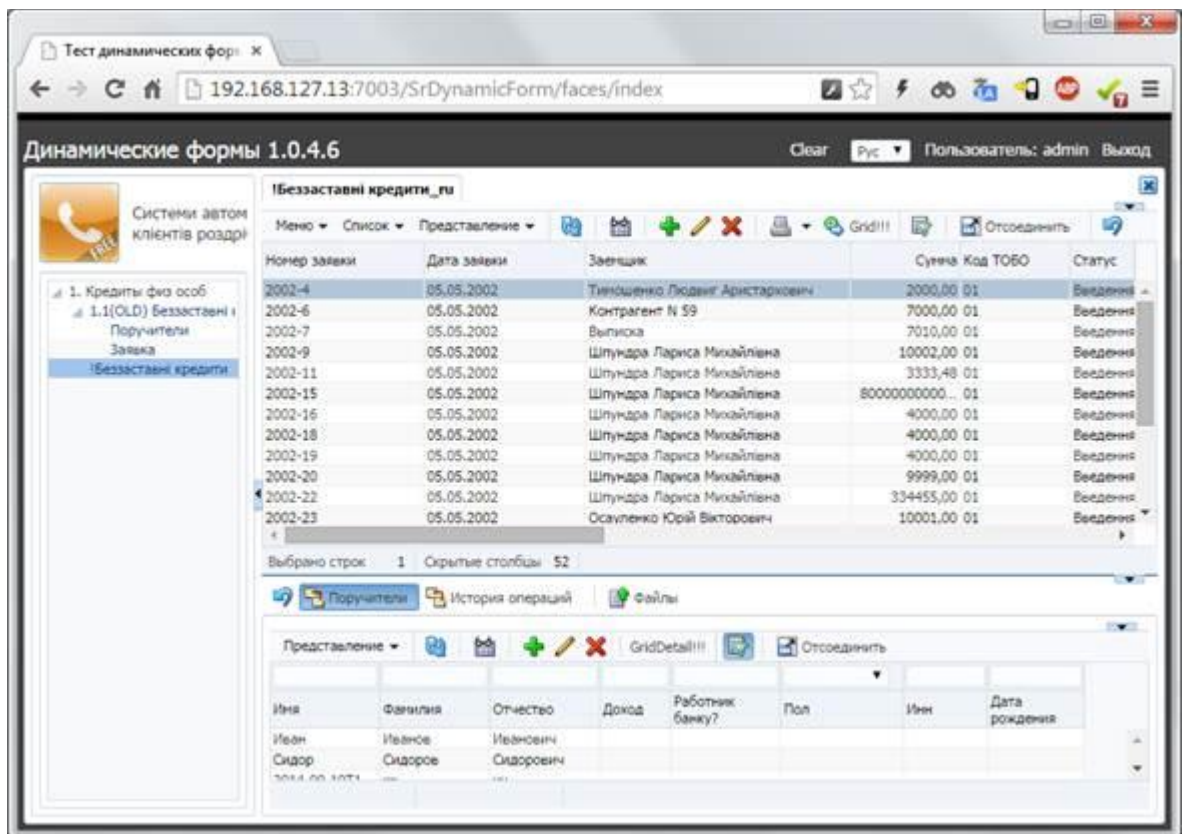 Тест динамических фор
192.168.127.13:7003/SrDynamicForm/faces/index
ABP
7
Динамические формы 1.0.4.6 Clear Рус Пользователь: admin Выход
FREE
Системи автом
клієнтів роздрі
1. Кредиты физ особ
1.1(OLD) Беззаставні
Поручители
Заявка
!Беззаставні кредити
!Беззаставні кредити_ru
Меню Список Представление Grid!!! Отсоединить
Номер заявки Дата заявки Заемщик Сумма Код ТОБО Статус
2002-4 05.05.2002 Тимошенко Людвиг Аристархович 2000,00 01 Введення
2002-6 05.05.2002 Контрагент N 59 7000,00 01 Введення
2002-7 05.05.2002 Выписка 7010,00 01 Введення
2002-9 05.05.2002 Шпундра Лариса Михайлівна 10002,00 01 Введення
2002-11 05.05.2002 Шпундра Лариса Михайлівна 3333,48 01 Введення
2002-15 05.05.2002 Шпундра Лариса Михайлівна 80000000000... 01 Введення
2002-16 05.05.2002 Шпундра Лариса Михайлівна 4000,00 01 Введення
2002-18 05.05.2002 Шпундра Лариса Михайлівна 4000,00 01 Введення
2002-19 05.05.2002 Шпундра Лариса Михайлівна 4000,00 01 Введення
2002-20 05.05.2002 Шпундра Лариса Михайлівна 9999,00 01 Введення
2002-22 05.05.2002 Шпундра Лариса Михайлівна 334455,00 01 Введення
2002-23 05.05.2002 Осауленко Юрій Вікторович 10001,00 01 Введення
Выбрано строк 1 Скрытые столбцы 52
Поручители История операций Файлы
Представление GridDetail!!! Отсоединить
Имя Фамилия Отчество Доход Работник банку? Пол Инн Дата рождения
Иван Иванов Иванович
Сидор Сидоров Сидорович